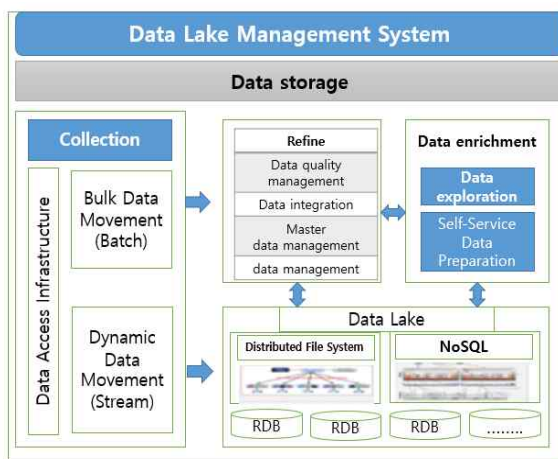 Data Lake Management System
Data storage
Collection
Data Access Infrastructure
Bulk Data
Movement
(Batch)
Dynamic
Data
Movement
(Stream)
Refine
Data quality
management
Data integration
Master
data management
data management
Data enrichment
Data
exploration
Self-Service
Data
Preparation
Data Lake
Distributed File System
NoSQL
RDB
RDB
RDB
........